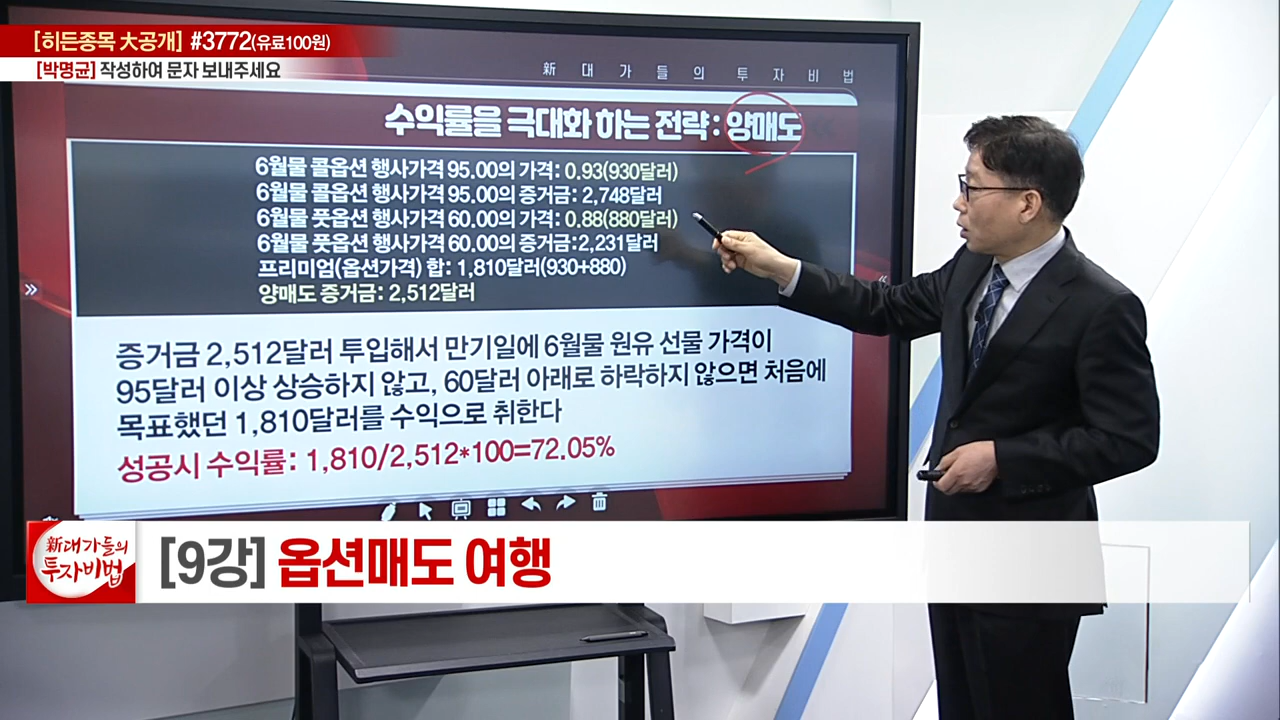 [히든종목 大공개] #3772(유료100원)
[박명균] 작성하여 문자 보내주세요
新 대 가 들 의 투 자 비 법
수익률을 극대화 하는 전략 : 양매도
6월물 콜옵션 행사가격 95.00의 가격: 0.93(930달러)
6월물 콜옵션 행사가격 95.00의 증거금: 2,748달러
6월물 풋옵션 행사가격 60.00의 가격: 0.88(880달러)
6월물 풋옵션 행사가격 60.00의 증거금:2,231달러
프리미엄(옵션가격) 합: 1,810달러(930+880)
양매도 증거금: 2,512달러
증거금 2,512달러 투입해서 만기일에 6월물 원유 선물 가격이
95달러 이상 상승하지 않고, 60달러 아래로 하락하지 않으면 처음에
목표했던 1,810달러를 수익으로 취한다
성공시 수익률: 1,810/2,512*100=72.05%
新대가들의
투자비법
[9강] 옵션매도 여행